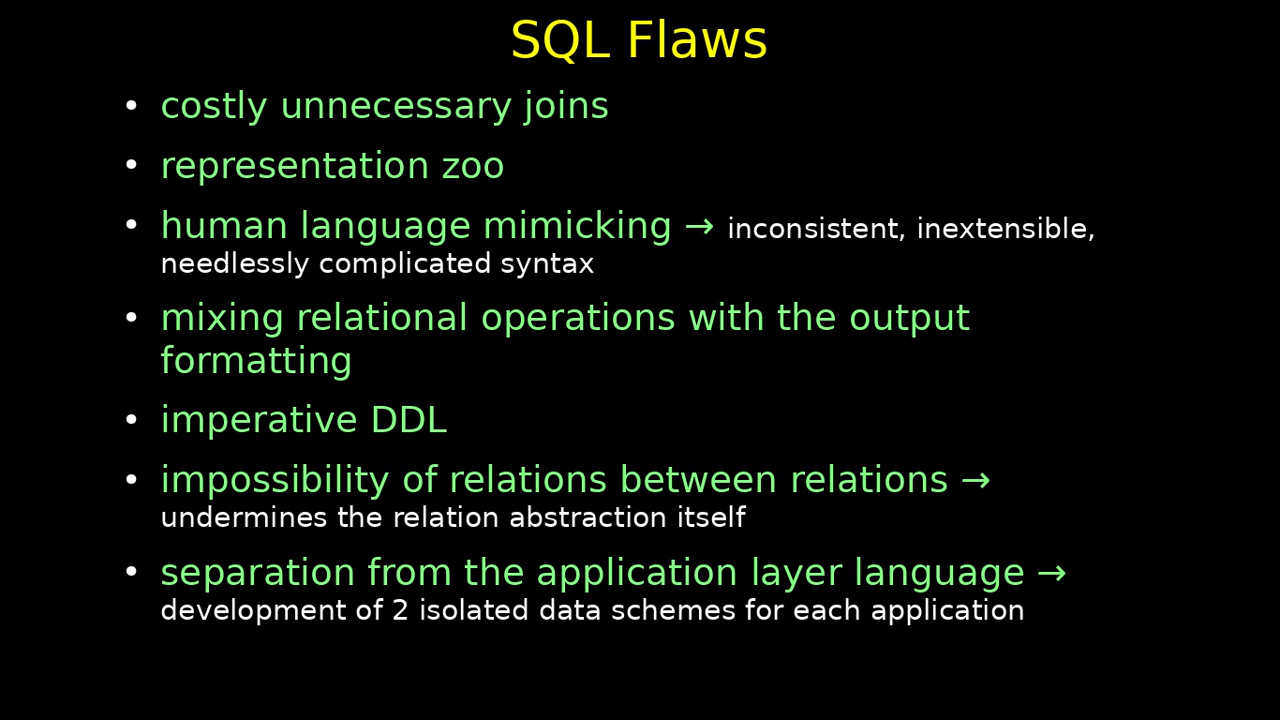 SQL Flaws
• costly unnecessary joins
• representation zoo
• human language mimicking → inconsistent, inextensible,
needlessly complicated syntax
• mixing relational operations with the output
formatting
• imperative DDL
• impossibility of relations between relations →
undermines the relation abstraction itself
• separation from the application layer language →
development of 2 isolated data schemes for each application